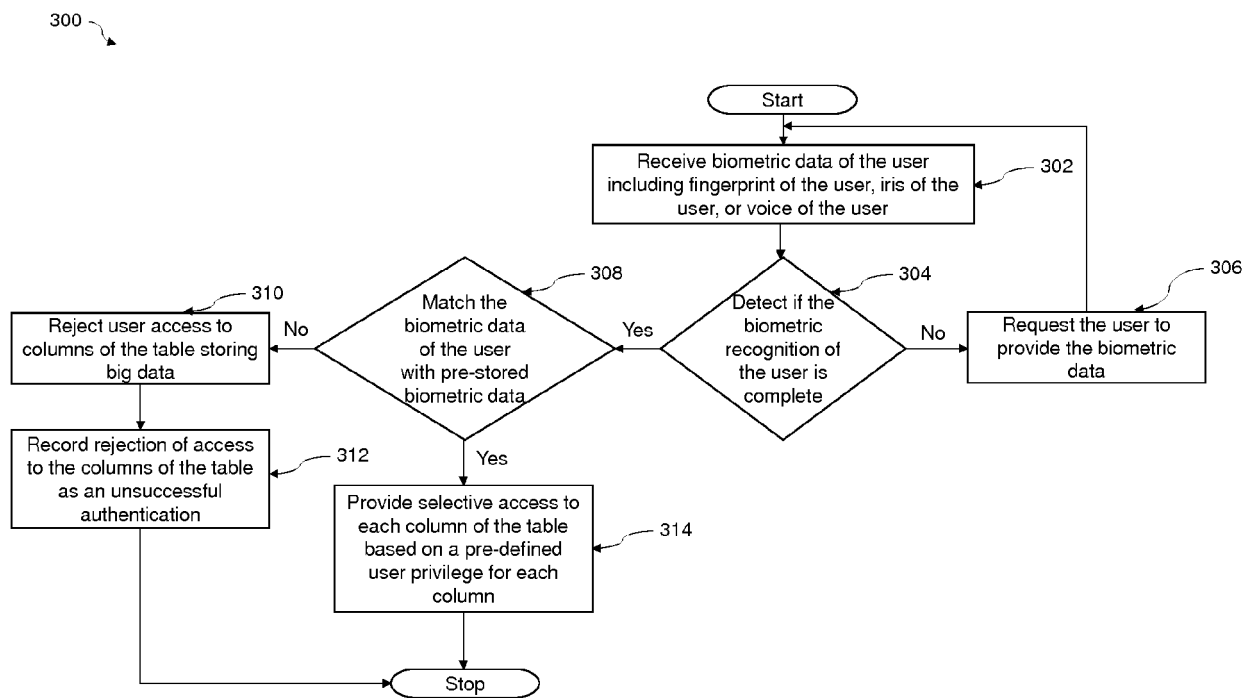 300
Start
Receive biometric data of the user
including fingerprint of the user, iris of the
user, or voice of the user
302
308
304
306
310
Match the
biometric data
of the user
with pre-stored
biometric data
Detect if the
biometric
recognition of
the user is
complete
Yes
No
No
Yes
Request the user to
provide the biometric
data
Reject user access to
columns of the table storing
big data
Record rejection of access
to the columns of the table
as an unsuccessful
authentication
312
Provide selective access to
each column of the table
based on a pre-defined
user privilege for each
column
314
Stop